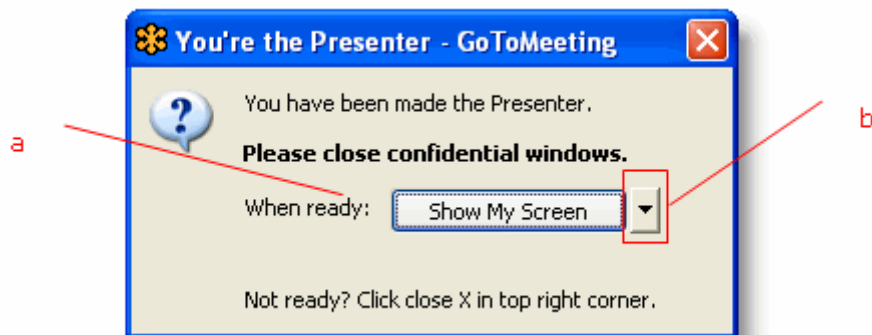 You're the Presenter - GoToMeeting
You have been made the Presenter.
a
b
Please close confidential windows.
When ready: Show My Screen
Not ready? Click close X in top right corner.